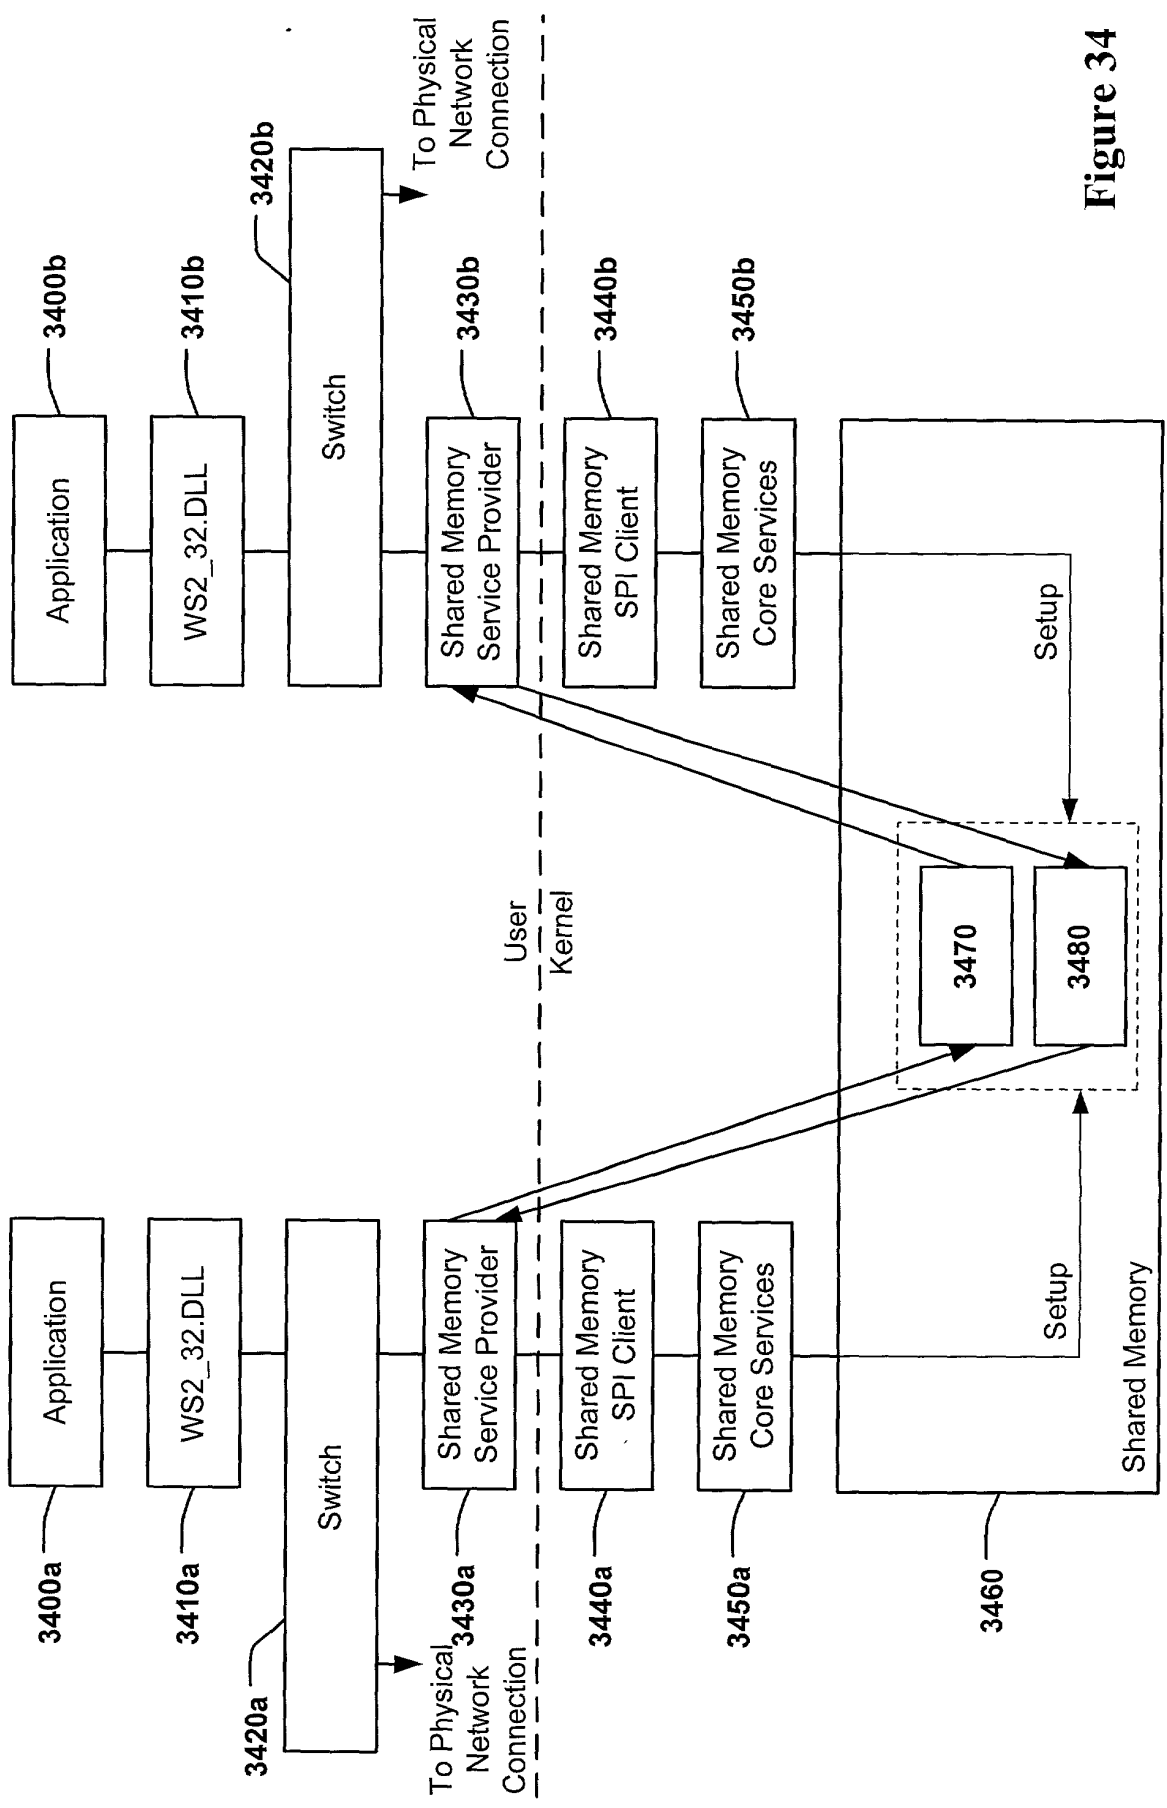 3400a
Application
Application
3400b
3410a
WS2_32.DLL
WS2_32.DLL
3410b
3420a
Switch
Switch
3420b
To Physical
Network
Connection
To Physical
Network
Connection
3430a
Shared Memory
Service Provider
Shared Memory
Service Provider
3430b
User
Kernel
3440a
Shared Memory
SPI Client
Shared Memory
SPI Client
3440b
3450a
Shared Memory
Core Services
Shared Memory
Core Services
3450b
3460
3470
3480
Setup
Setup
Shared Memory
Figure 34